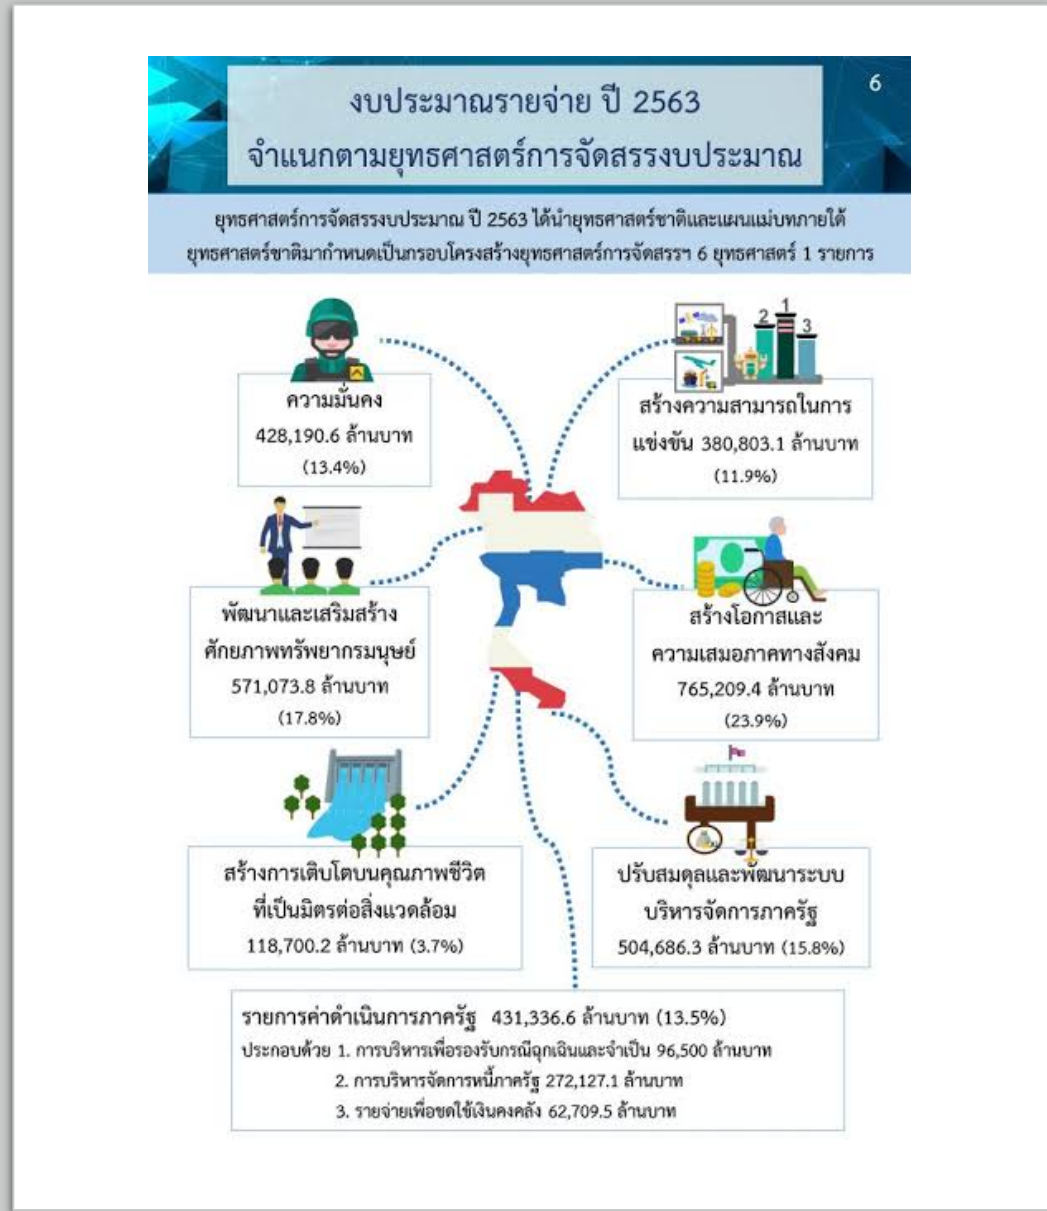 6
งบประมาณรายจ่าย ปี 2563
จำแนกตามยุทธศาสตร์การจัดสรรงบประมาณ
ยุทธศาสตร์การจัดสรรงบประมาณ ปี 2563 ได้นำยุทธศาสตร์ชาติและแผนแม่บทภายใต้
ยุทธศาสตร์ชาติมากำหนดเป็นกรอบโครงสร้างยุทธศาสตร์การจัดสรรฯ 6 ยุทธศาสตร์ 1 รายการ
ความมั่นคง
428,190.6 ล้านบาท
(13.4%)
2 1 3
สร้างความสามารถในการ
แข่งขัน 380,803.1 ล้านบาท
(11.9%)
พัฒนาและเสริมสร้าง
ศักยภาพทรัพยากรมนุษย์
571,073.8 ล้านบาท
(17.8%)
สร้างโอกาสและ
ความเสมอภาคทางสังคม
765,209.4 ล้านบาท
(23.9%)
สร้างการเติบโตบนคุณภาพชีวิต
ที่เป็นมิตรต่อสิ่งแวดล้อม
118,700.2 ล้านบาท (3.7%)
ปรับสมดุลและพัฒนาระบบ
บริหารจัดการภาครัฐ
504,686.3 ล้านบาท (15.8%)
รายการค่าดำเนินการภาครัฐ 431,336.6 ล้านบาท (13.5%)
ประกอบด้วย 1. การบริหารเพื่อรองรับกรณีฉุกเฉินและจำเป็น 96,500 ล้านบาท
2. การบริหารจัดการหนี้ภาครัฐ 272,127.1 ล้านบาท
3. รายจ่ายเพื่อชดใช้เงินคงคลัง 62,709.5 ล้านบาท